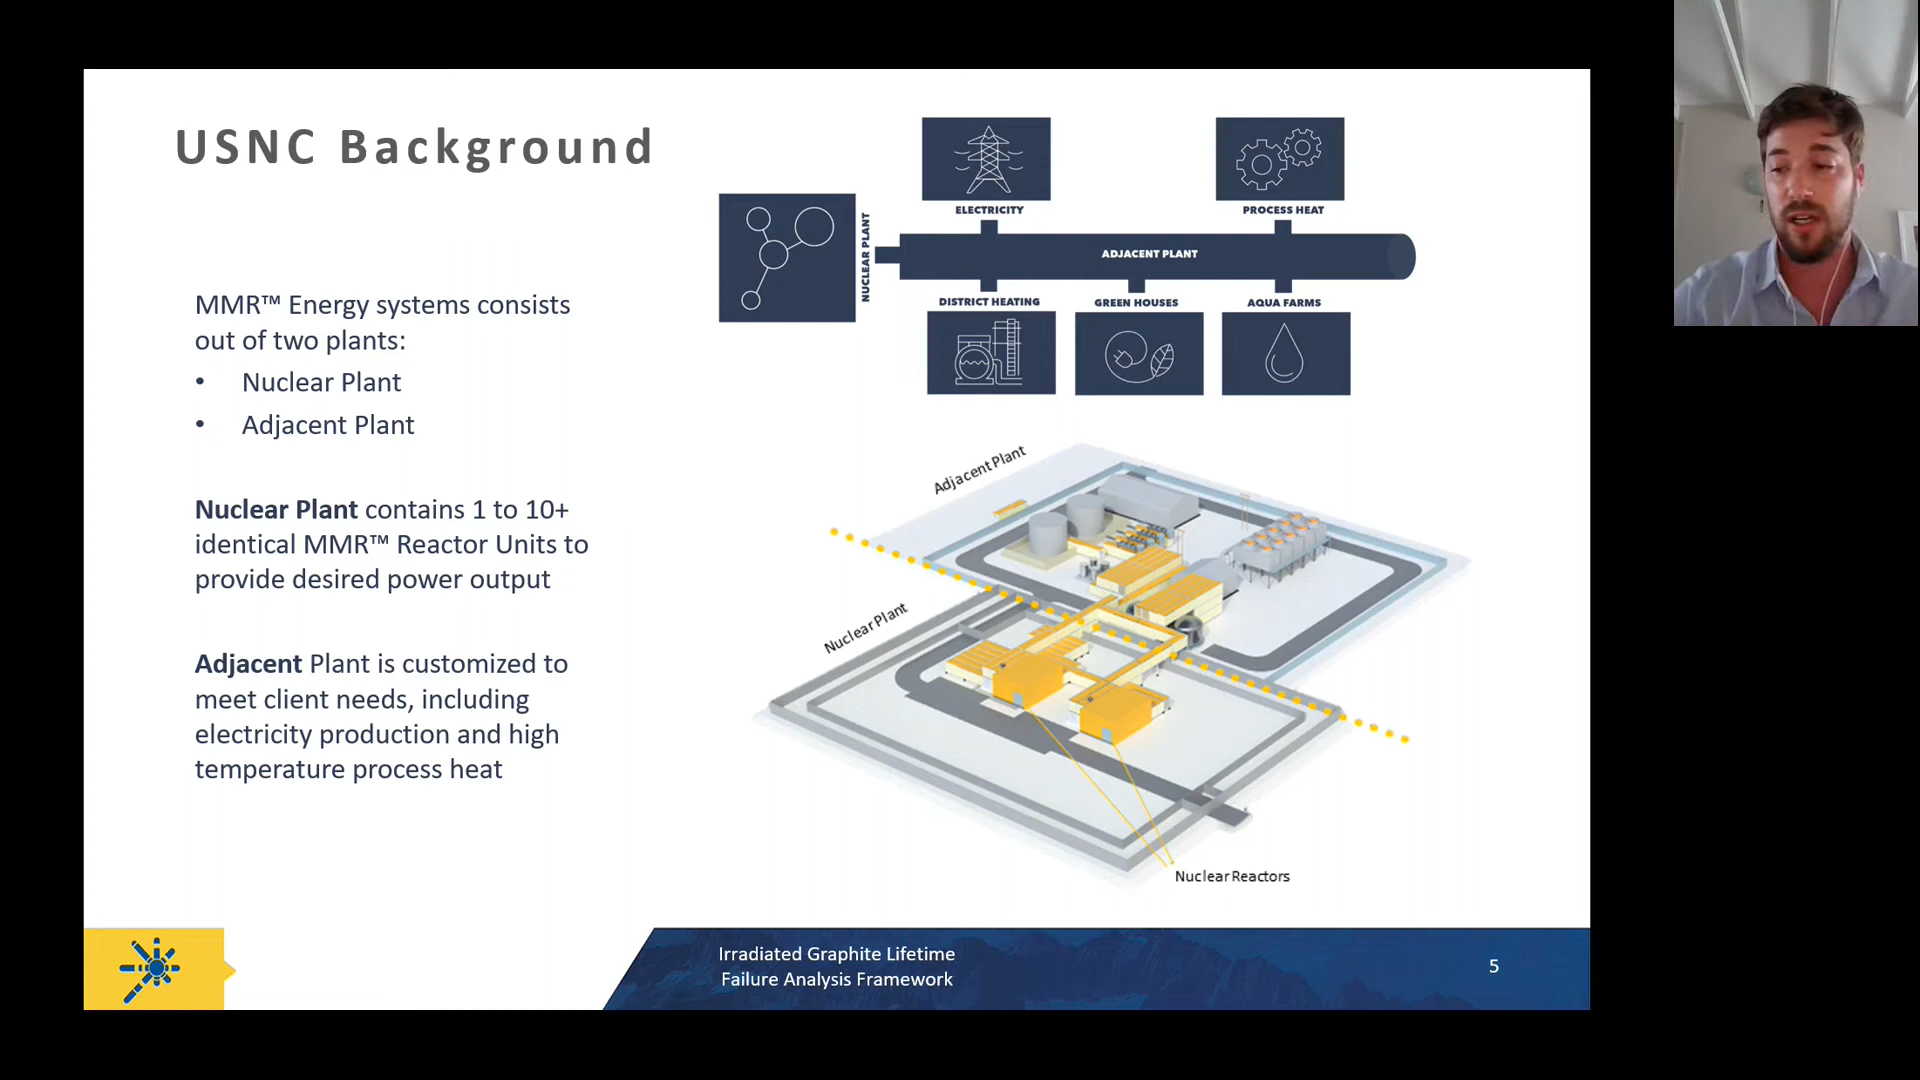 USNC Background
MMR™ Energy systems consists
out of two plants:
• Nuclear Plant
• Adjacent Plant
Nuclear Plant contains 1 to 10+
identical MMR™ Reactor Units to
provide desired power output
Adjacent Plant is customized to
meet client needs, including
electricity production and high
temperature process heat
NUCLEAR PLANT
ELECTRICITY
PROCESS HEAT
ADJACENT PLANT
DISTRICT HEATING
GREEN HOUSES
AQUA FARMS
Adjacent Plant
Nuclear Plant
Nuclear Reactors
Irradiated Graphite Lifetime
Failure Analysis Framework
5